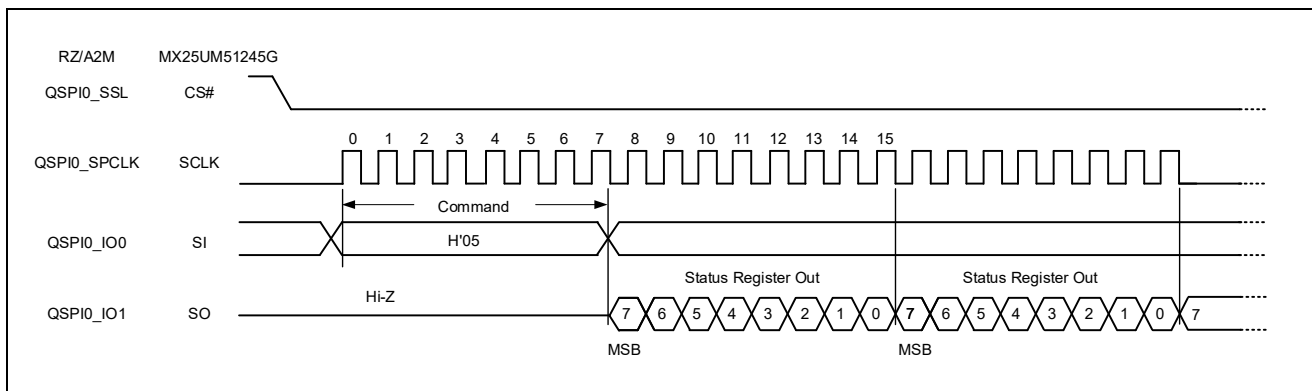 RZ/A2M MX25UM51245G
QSPI0_SSL CS#
0 1 2 3 4 5 6 7 8 9 10 11 12 13 14 15
QSPI0_SPCLK SCLK
Command
QSPI0_IO0 SI H'05
Status Register Out Status Register Out
Hi-Z
QSPI0_IO1 SO 7 6 5 4 3 2 1 0 7 6 5 4 3 2 1 0 7
MSB MSB